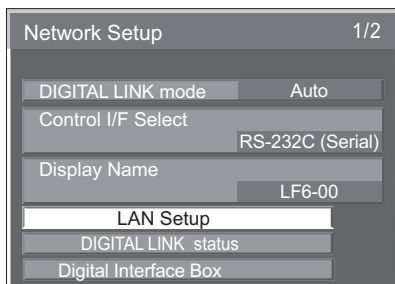 Network Setup 1/2
DIGITAL LINK mode Auto
Control I/F Select
RS-232C (Serial)
Display Name
LF6-00
LAN Setup
DIGITAL LINK status
Digital Interface Box